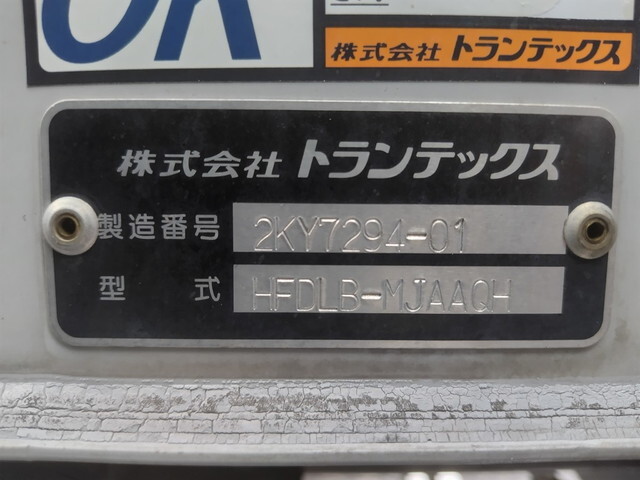 OK
株式会社 トランテックス
株式会社 トランテックス
製造番号 2KY7294-01
型式 HFDLB-MJAAQH